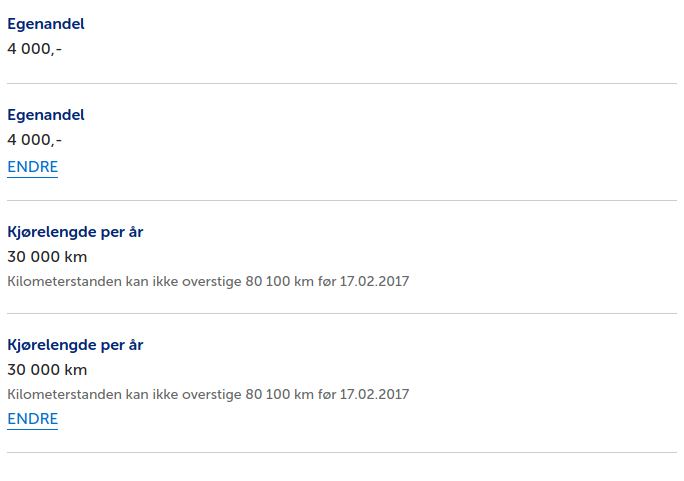 Egenandel
4 000,-
Egenandel
4 000,-
ENDRE
Kjørelengde per år
30 000 km
Kilometerstanden kan ikke overstige 80 100 km før 17.02.2017
Kjørelengde per år
30 000 km
Kilometerstanden kan ikke overstige 80 100 km før 17.02.2017
ENDRE